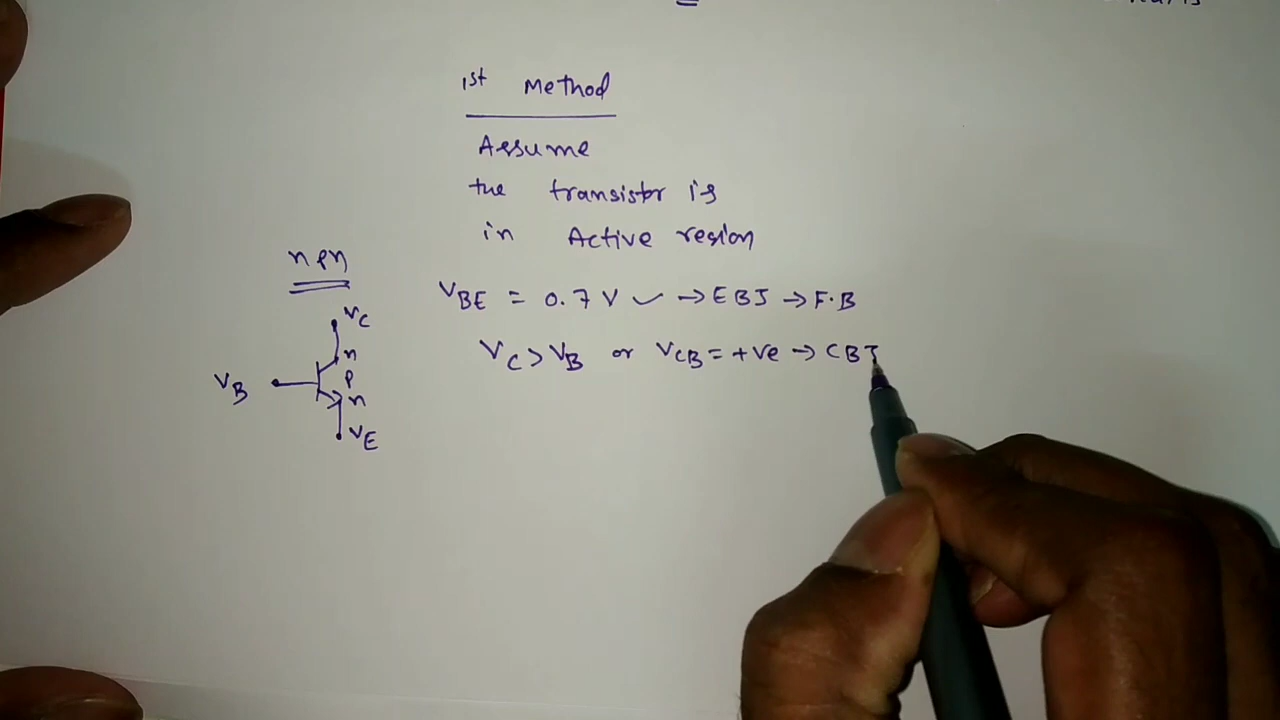 1st Method
Assume
the transistor is
in Active region
npn
VBE = 0.7 V ✓ → EBJ → F.B
VC > VB or VCB = +ve → CBJ
VC
n
p
n
VB
VE